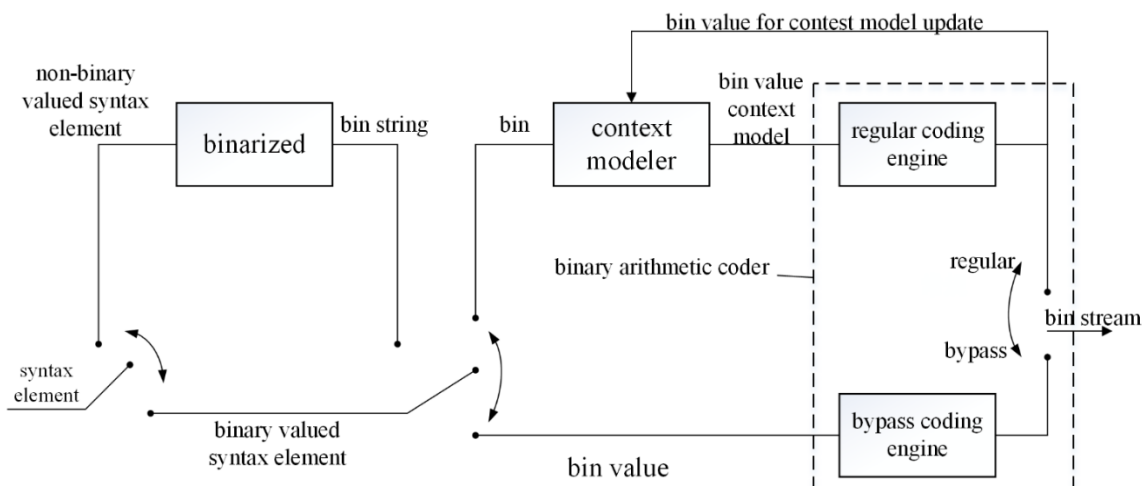 bin value for contest model update
non-binary
valued syntax
element
binarized
bin string
bin
context
modeler
bin value
context
model
regular coding
engine
binary arithmetic coder
regular
bin stream
bypass
syntax
element
binary valued
syntax element
bin value
bypass coding
engine